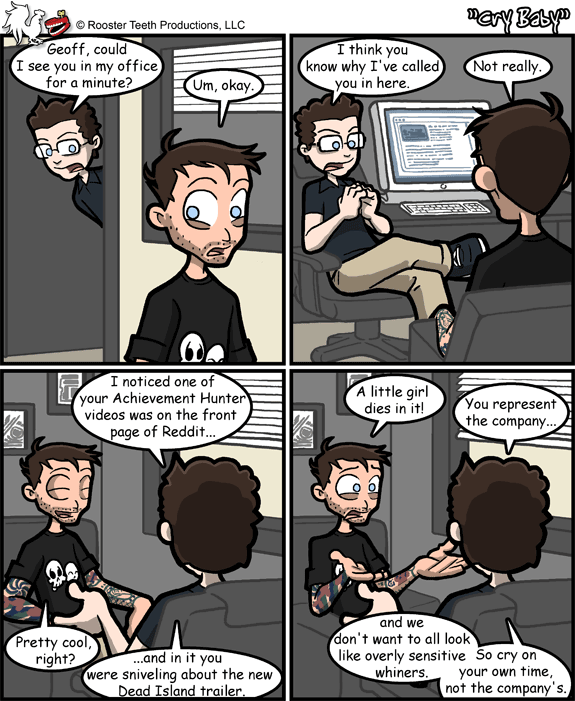 © Rooster Teeth Productions, LLC
"Cry Baby"
Geoff, could
I see you in my office
for a minute?
Um, okay.
I think you
know why I've called
you in here.
Not really.
I noticed one of
your Achievement Hunter
videos was on the front
page of Reddit...
Pretty cool,
right?
...and in it you
were sniveling about the new
Dead Island trailer.
A little girl
dies in it!
You represent
the company...
and we
don't want to all look
like overly sensitive
whiners.
So cry on
your own time,
not the company's.